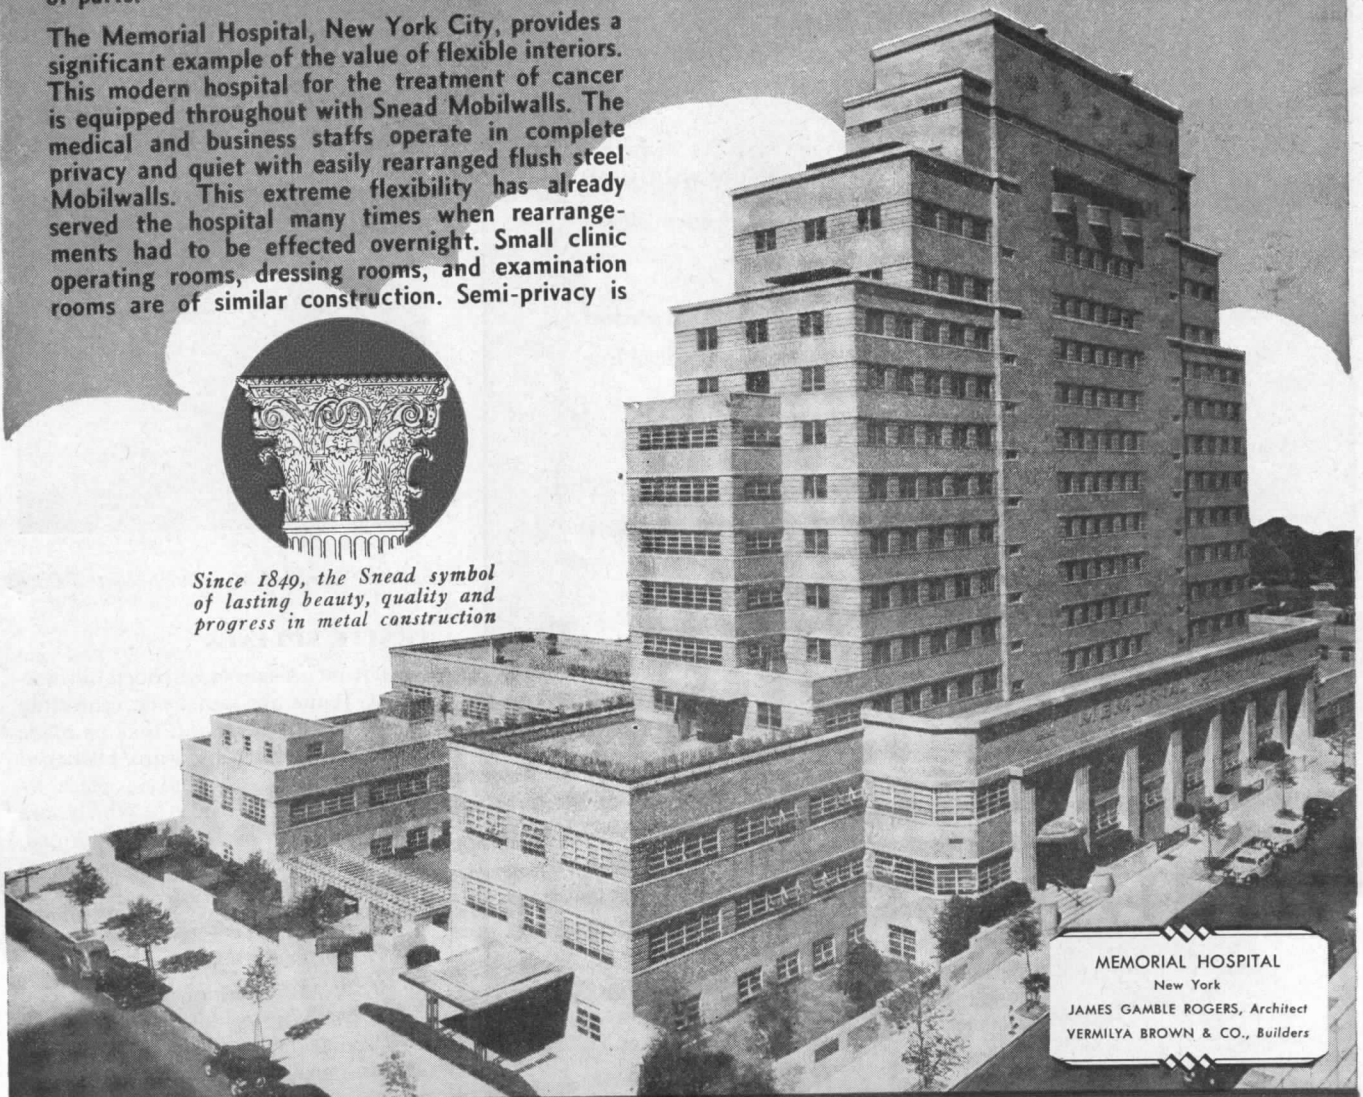 of parts.
The Memorial Hospital, New York City, provides a
significant example of the value of flexible interiors.
This modern hospital for the treatment of cancer
is equipped throughout with Snead Mobilwalls. The
medical and business staffs operate in complete
privacy and quiet with easily rearranged flush steel
Mobilwalls. This extreme flexibility has already
served the hospital many times when rearrange-
ments had to be effected overnight. Small clinic
operating rooms, dressing rooms, and examination
rooms are of similar construction. Semi-privacy is
Since 1849, the Snead symbol
of lasting beauty, quality and
progress in metal construction
MEMORIAL
MEMORIAL HOSPITAL
New York
JAMES GAMBLE ROGERS, Architect
VERMILYA BROWN & CO., Builders